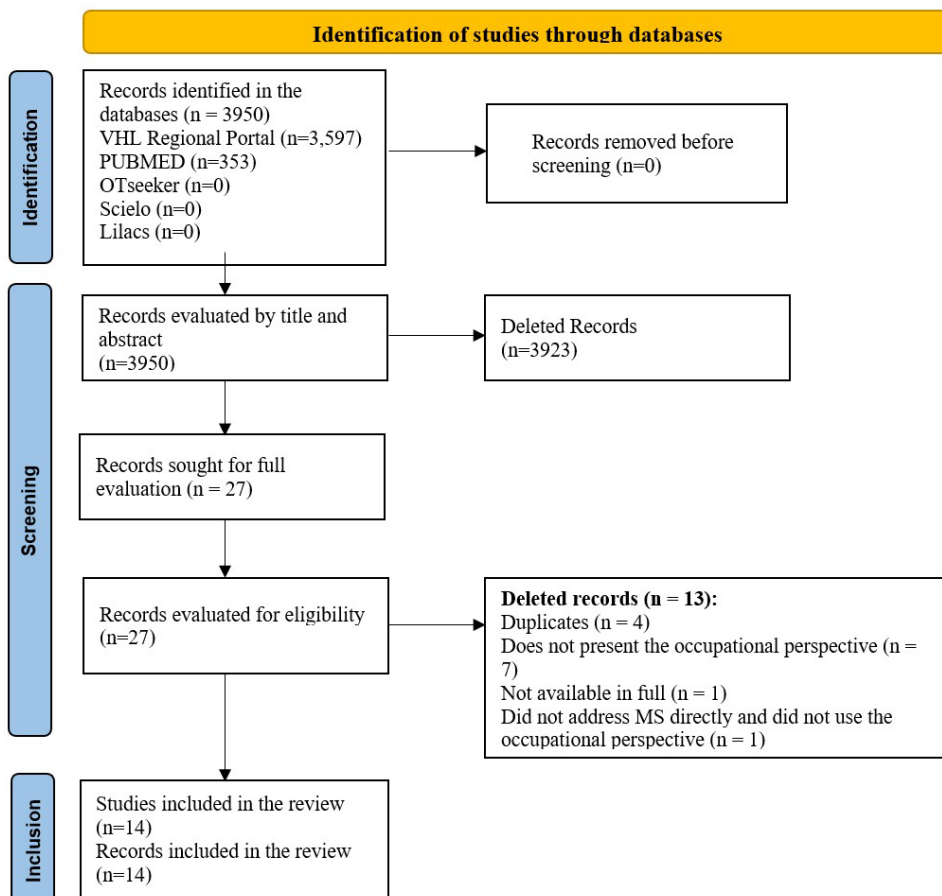 Identification of studies through databases
Identification
Records identified in the
databases (n = 3950)
VHL Regional Portal (n=3,597)
PUBMED (n=353)
OTseeker (n=0)
Scielo (n=0)
Lilacs (n=0)
Records removed before
screening (n=0)
Screening
Records evaluated by title and
abstract
(n=3950)
Deleted Records
(n=3923)
Records sought for full
evaluation (n = 27)
Records evaluated for eligibility
(n=27)
Deleted records (n = 13):
Duplicates (n = 4)
Does not present the occupational perspective (n =
7)
Not available in full (n = 1)
Did not address MS directly and did not use the
occupational perspective (n = 1)
Inclusion
Studies included in the review
(n=14)
Records included in the review
(n=14)